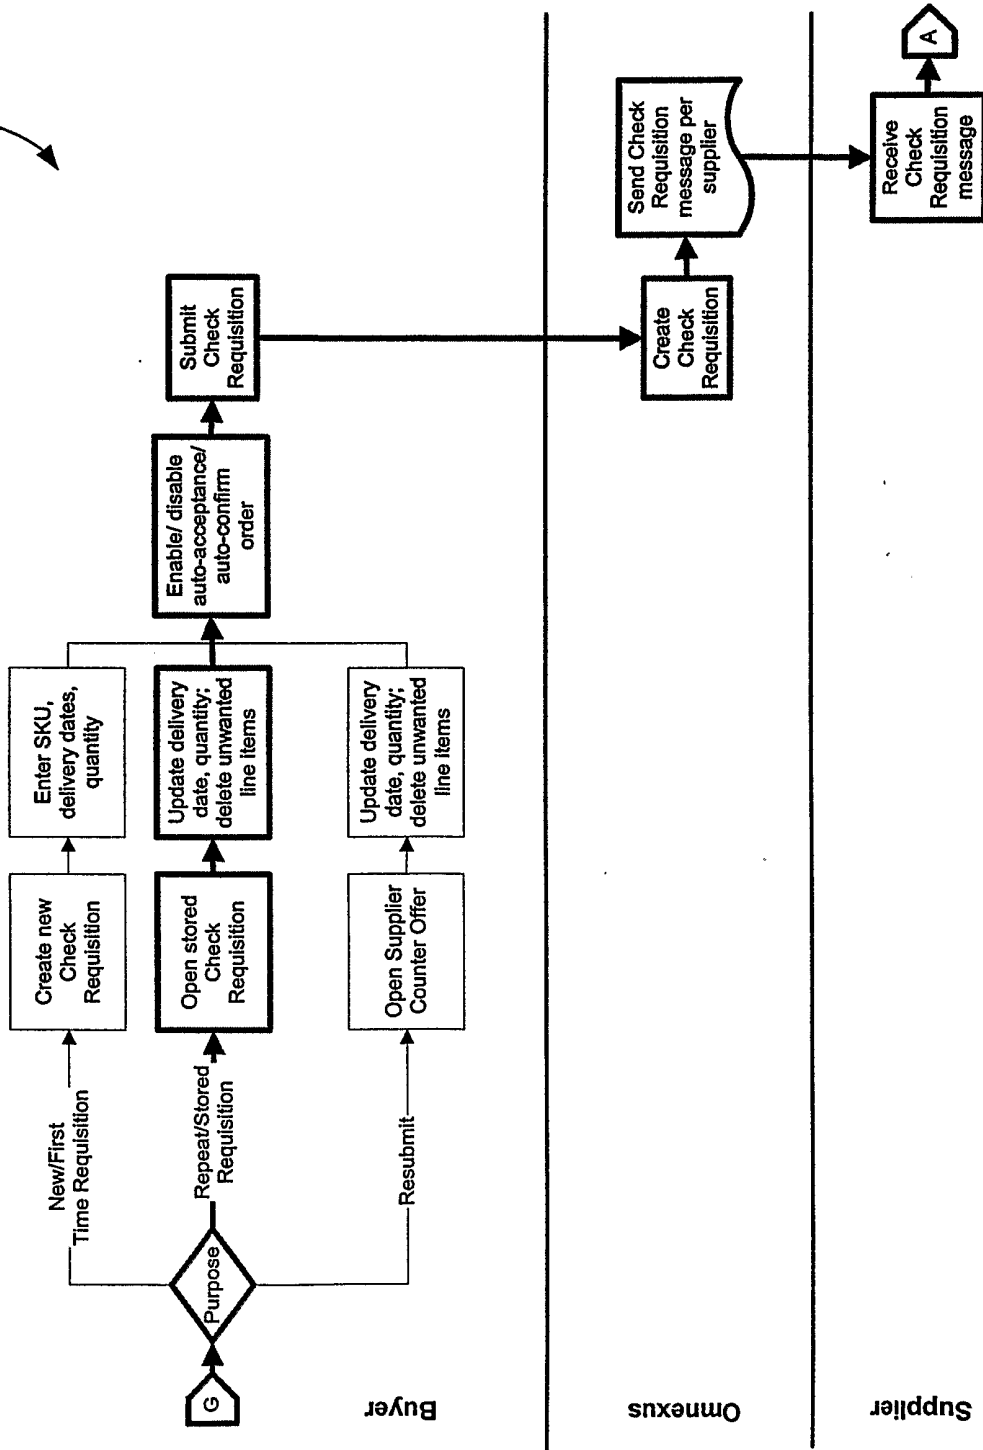 G
Purpose
New/First
Time Requisition
Create new
Check
Requisition
Enter SKU,
delivery dates,
quantity
Repeat/Stored
Requisition
Open stored
Check
Requisition
Update delivery
date, quantity;
delete unwanted
line items
Resubmit
Open Supplier
Counter Offer
Update delivery
date, quantity;
delete unwanted
line items
Enable/ disable
auto-acceptance/
auto-confirm
order
Submit
Check
Requisition
Buyer
Create
Check
Requisition
Send Check
Requisition
message per
supplier
Omnexus
Receive
Check
Requisition
message
A
Supplier